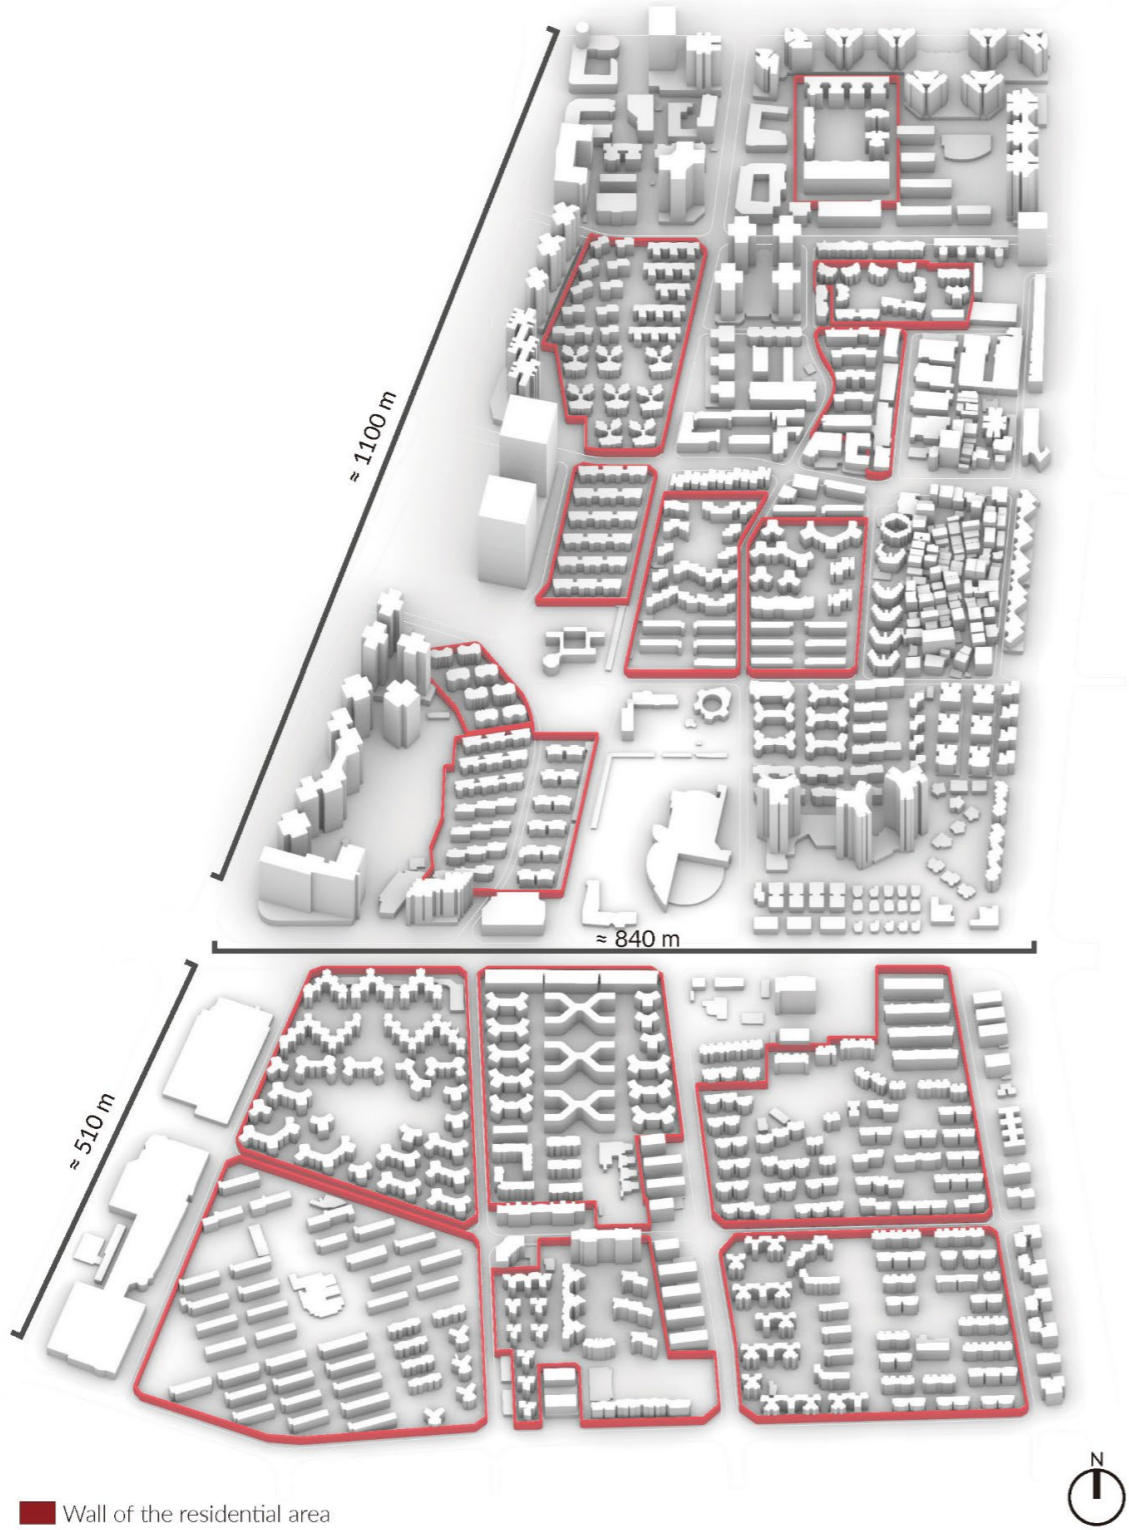 ≈ 1100 m
≈ 840 m
≈ 510 m
N
Wall of the residential area